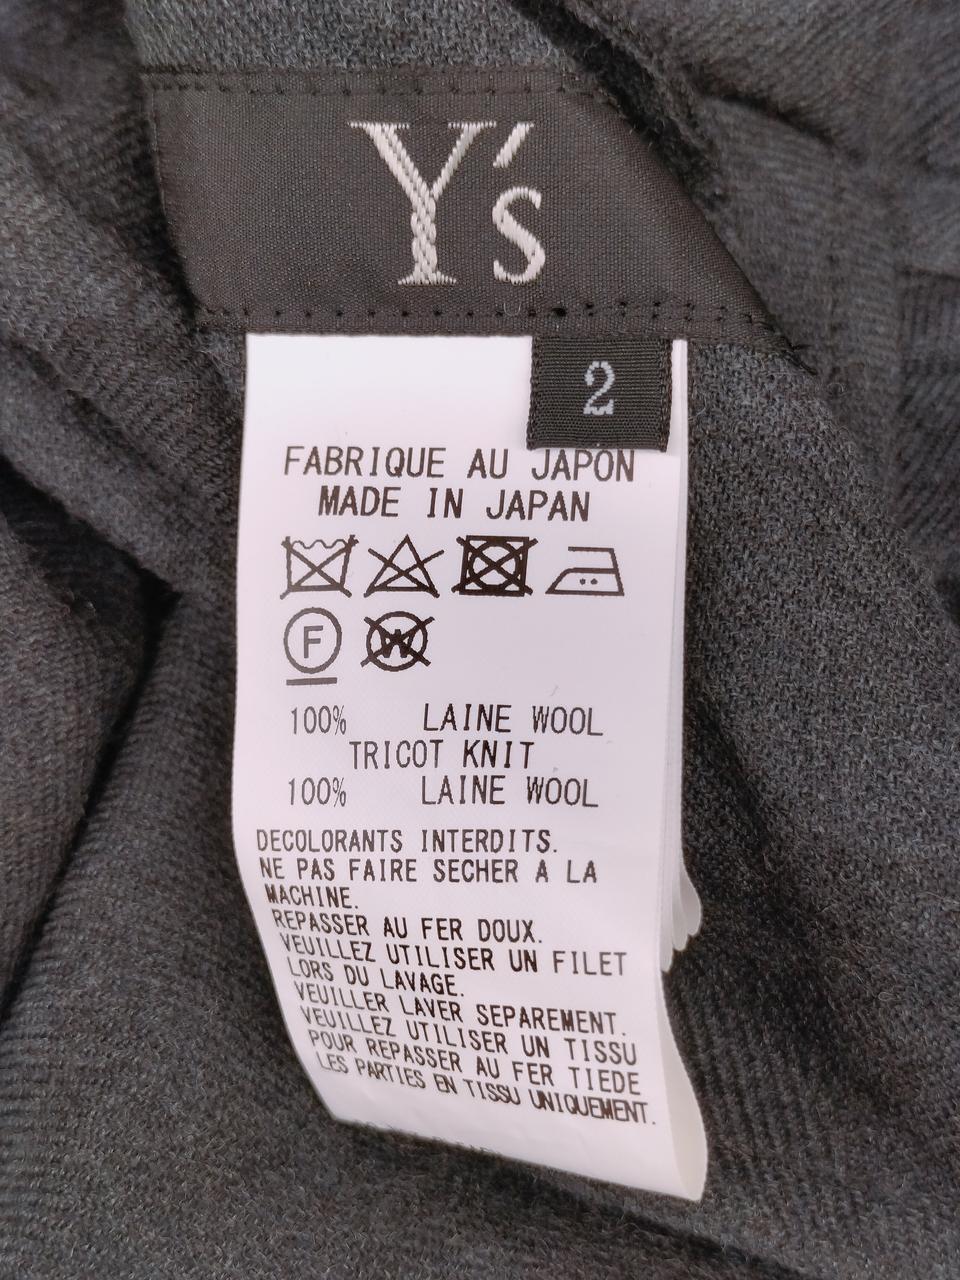 Y's
2
FABRIQUE AU JAPON
MADE IN JAPAN
F
W
100% LAINE WOOL
TRICOT KNIT
100% LAINE WOOL
DECOLORANTS INTERDITS.
NE PAS FAIRE SECHER A LA
MACHINE.
REPASSER AU FER DOUX.
VEUILLEZ UTILISER UN FILET
LORS DU LAVAGE.
VEUILLER LAVER SEPAREMENT.
VEUILLEZ UTILISER UN TISSU
POUR REPASSER AU FER TIEDE
LES PARTIES EN TISSU UNIQUEMENT.